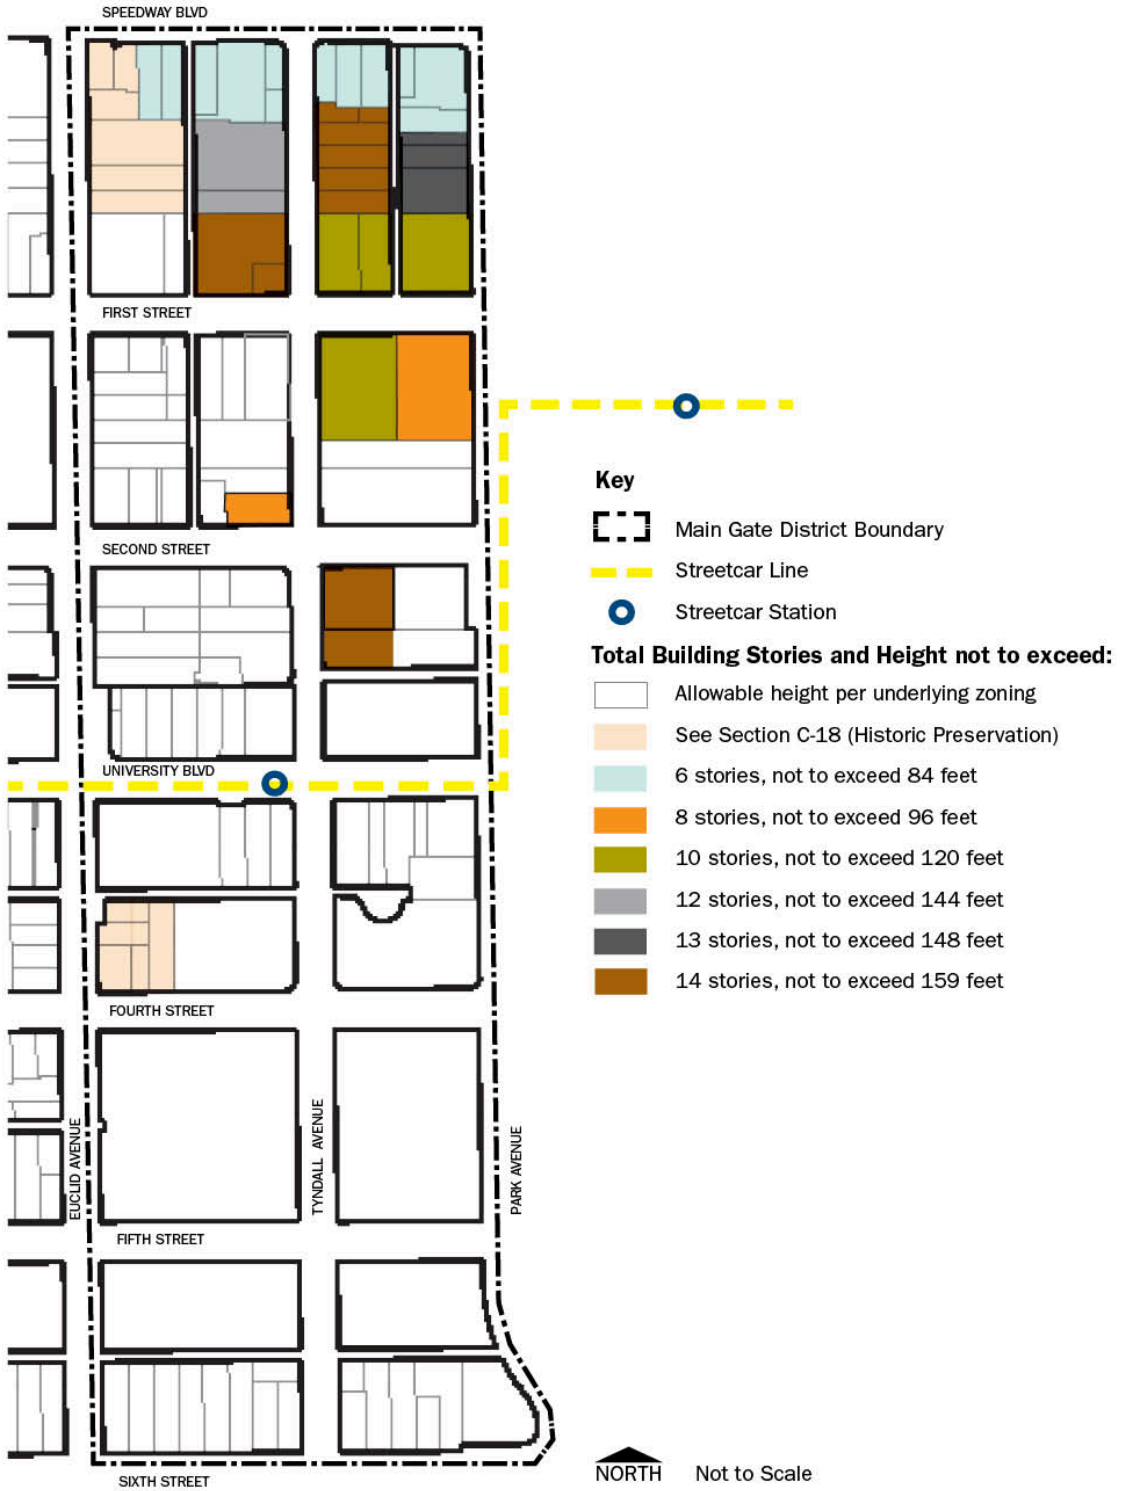 SPEEDWAY BLVD
FIRST STREET
SECOND STREET
UNIVERSITY BLVD
FOURTH STREET
EUCLID AVENUE
TYNDALL AVENUE
PARK AVENUE
FIFTH STREET
SIXTH STREET
Key
Main Gate District Boundary
Streetcar Line
Streetcar Station
Total Building Stories and Height not to exceed:
Allowable height per underlying zoning
See Section C-18 (Historic Preservation)
6 stories, not to exceed 84 feet
8 stories, not to exceed 96 feet
10 stories, not to exceed 120 feet
12 stories, not to exceed 144 feet
13 stories, not to exceed 148 feet
14 stories, not to exceed 159 feet
NORTH Not to Scale